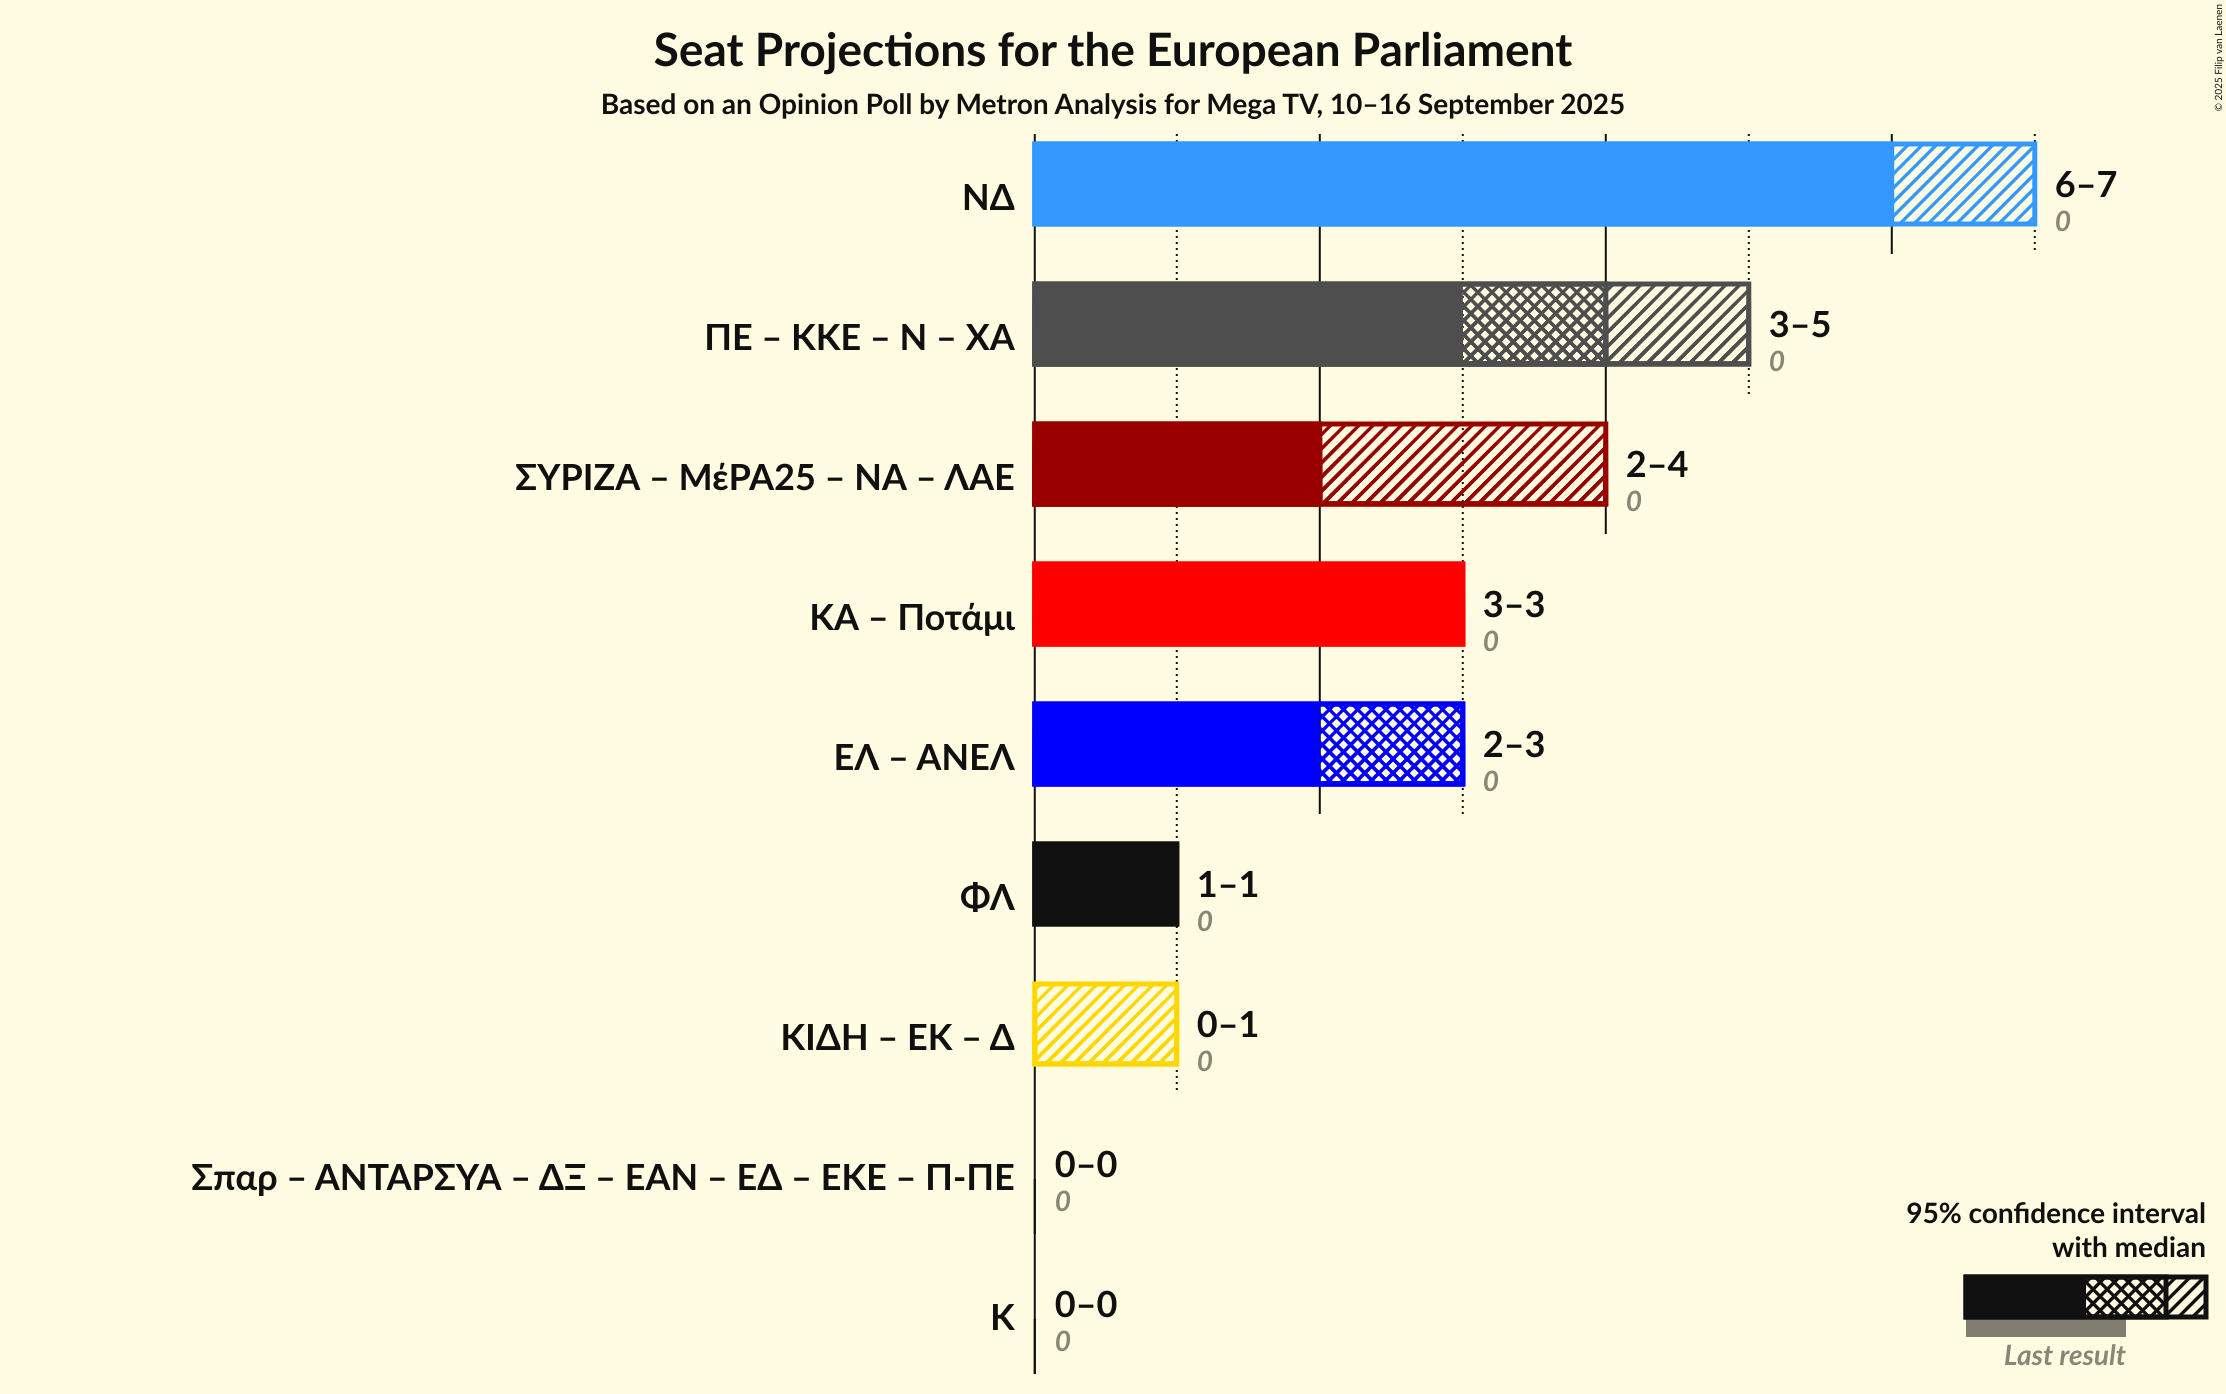 Seat Projections for the European Parliament
Based on an Opinion Poll by Metron Analysis for Mega TV, 10–16 September 2025
© 2025 Filip van Laenen
ΝΔ
6–7
0
ΠΕ – ΚΚΕ – Ν – ΧΑ
3–5
0
ΣΥΡΙΖΑ – ΜέΡΑ25 – ΝΑ – ΛΑΕ
2–4
0
ΚΑ – Ποτάμι
3–3
0
ΕΛ – ΑΝΕΛ
2–3
0
ΦΛ
1–1
0
ΚΙΔΗ – ΕΚ – Δ
0–1
0
Σπαρ – ΑΝΤΑΡΣΥΑ – ΔΞ – ΕΑΝ – ΕΔ – ΕΚΕ – Π-ΠΕ
0–0
0
Κ
0–0
0
95% confidence interval
with median
Last result